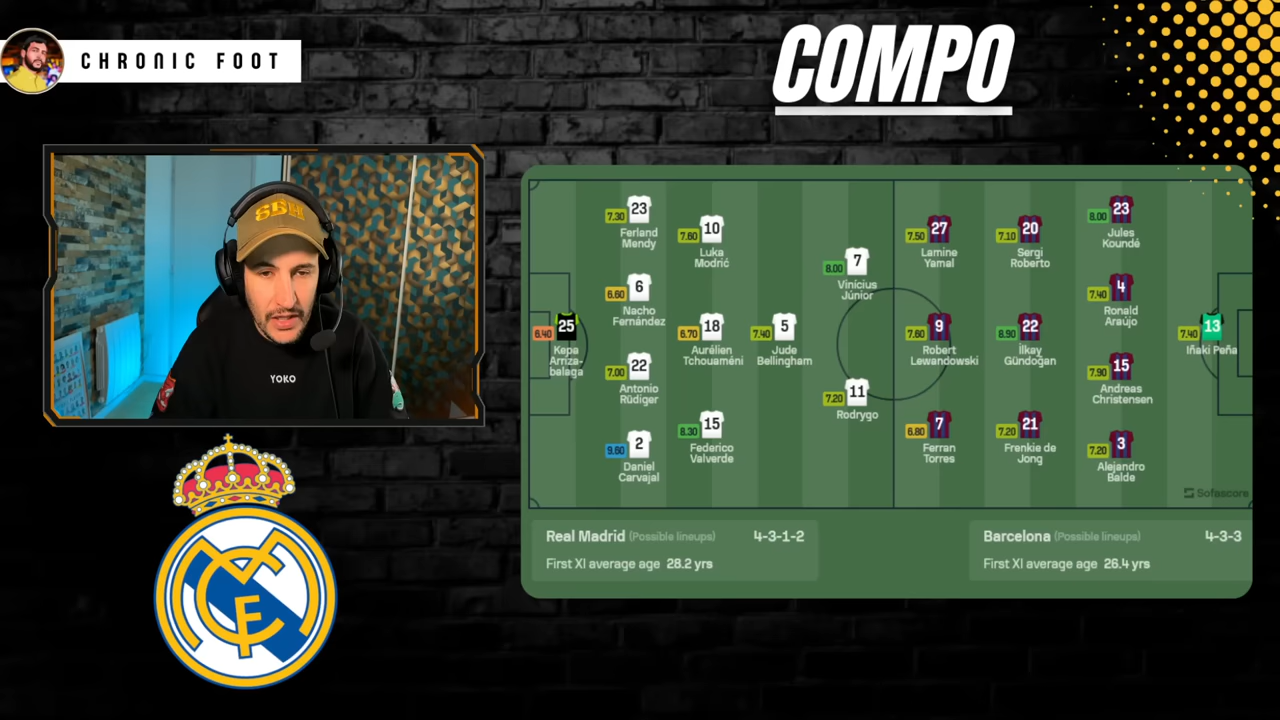 CHRONIC FOOT
COMPO
YOKO
7.30
23
Ferland
Mendy
7.60
10
Luka
Modrić
6.60
6
Nacho
Fernández
6.40
25
Kepa
Arriza-
balaga
6.70
18
Aurélien
Tchouaméni
7.40
5
Jude
Bellingham
8.00
7
Vinícius
Júnior
7.00
22
Antonio
Rüdiger
7.20
11
Rodrygo
9.60
2
Daniel
Carvajal
8.30
15
Federico
Valverde
7.50
27
Lamine
Yamal
7.10
20
Sergi
Roberto
8.00
23
Jules
Koundé
7.40
4
Ronald
Araújo
7.60
9
Robert
Lewandowski
8.90
22
İlkay
Gündoğan
7.40
13
Iñaki Peña
7.90
15
Andreas
Christensen
6.80
7
Ferran
Torres
7.20
21
Frenkie de
Jong
7.20
3
Alejandro
Balde
Sofascore
Real Madrid (Possible lineups) 4-3-1-2
First XI average age 28.2 yrs
Barcelona (Possible lineups) 4-3-3
First XI average age 26.4 yrs